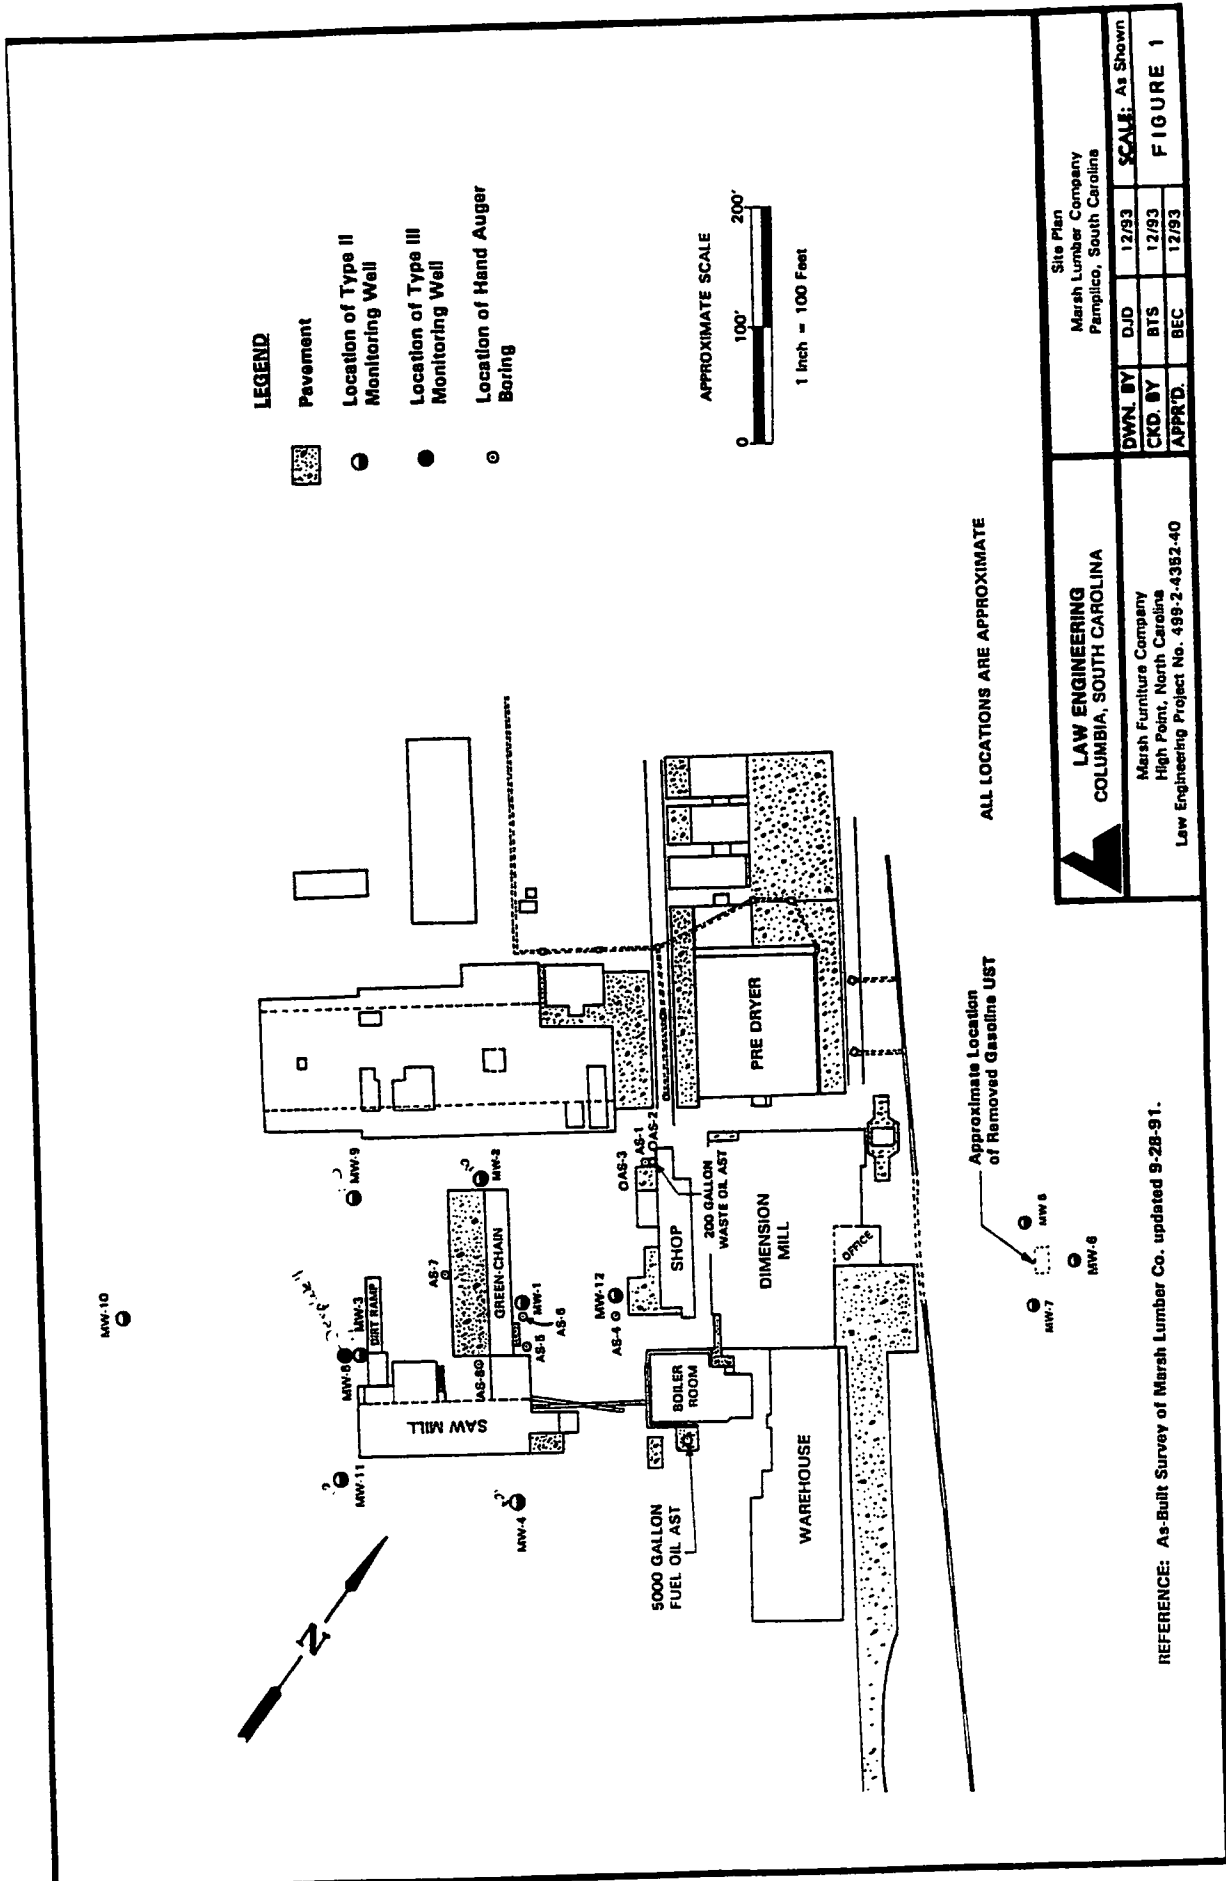 LEGEND
Pavement
Location of Type II
Monitoring Well
Location of Type III
Monitoring Well
Location of Hand Auger
Boring
APPROXIMATE SCALE
0
100'
200'
1 Inch = 100 Feet
MW-10
MW-9
MW-2
MW-3
DIRT RAMP
AS-7
GREEN-CHAIN
MW-1
AS-6
AS-5
AS-8
SAW MILL
MW-11
MW-4
OAS-3
AS-1
OAS-2
200 GALLON
WASTE OIL AST
SHOP
MW-12
AS-4
BOILER
ROOM
5000 GALLON
FUEL OIL AST
PRE DRYER
DIMENSION
MILL
OFFICE
WAREHOUSE
N
Approximate Location
of Removed Gasoline UST
MW-6
MW-7
ALL LOCATIONS ARE APPROXIMATE
REFERENCE: As-Built Survey of Marsh Lumber Co. updated 9-28-91.
LAW ENGINEERING
COLUMBIA, SOUTH CAROLINA
Marsh Furniture Company
High Point, North Carolina
Law Engineering Project No. 499-2-4352-40
Site Plan
Marsh Lumber Company
Pamplico, South Carolina
DWN. BY DJD 12/93 SCALE: As Shown
CKD. BY BTS 12/93
APPR'D. BEC 12/93
FIGURE 1